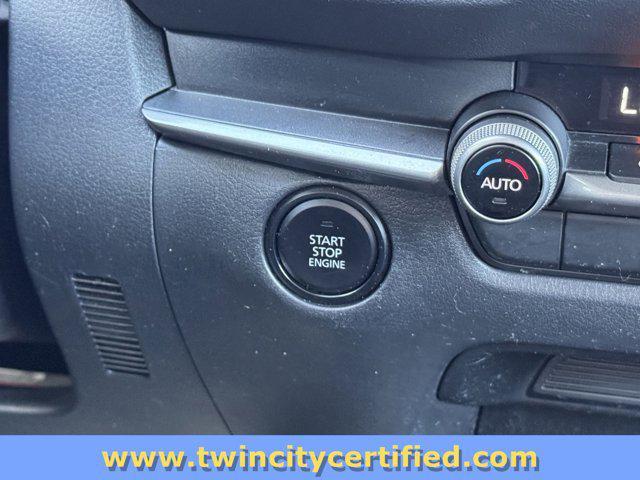 L
AUTO
START
STOP
ENGINE
www.twincitycertified.com